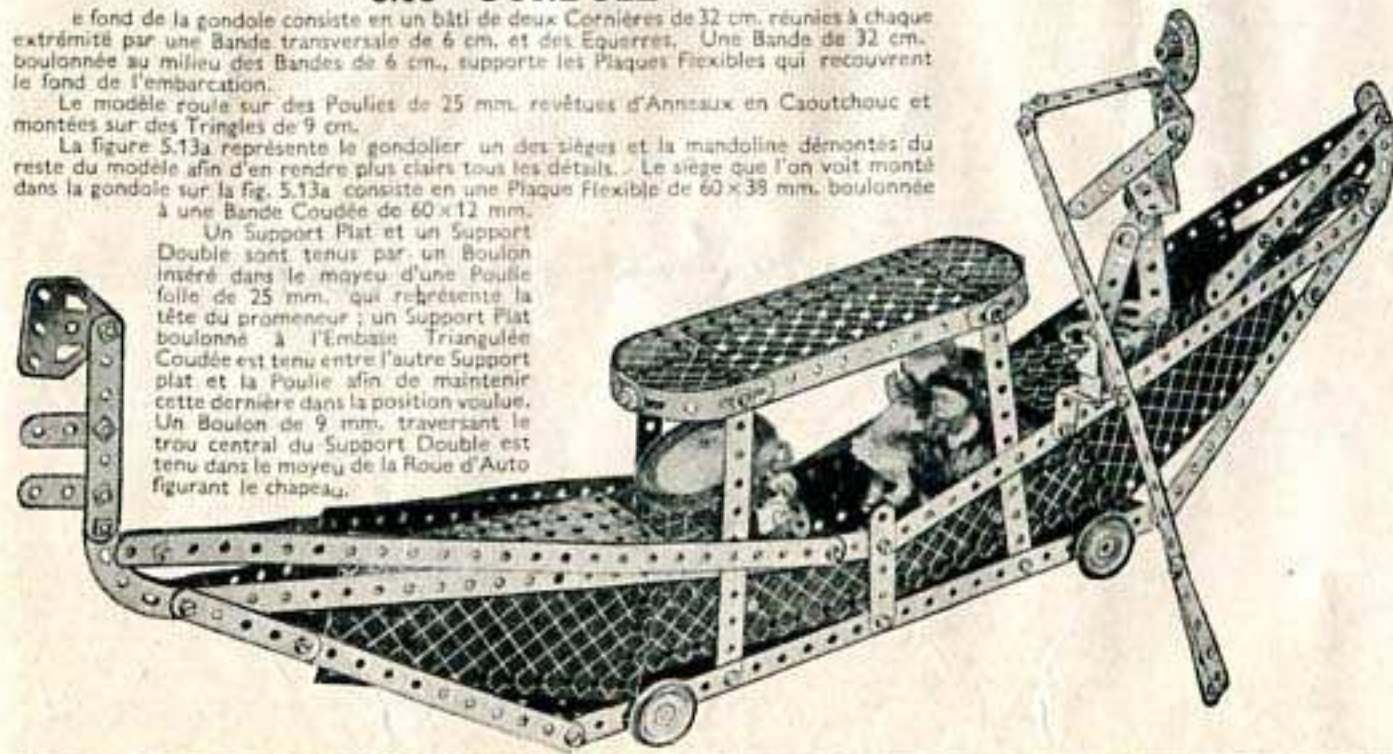 e fond de la gondole consiste en un bâti de deux Cornières de 32 cm. réunies à chaque
extrémité par une Bande transversale de 6 cm. et des Equerres. Une Bande de 32 cm.
boulonnée au milieu des Bandes de 6 cm., supporte les Plaques Flexibles qui recouvrent
le fond de l'embarcation.
Le modèle roule sur des Poulies de 25 mm. revêtues d'Anneaux en Caoutchouc et
montées sur des Tringles de 9 cm.
La figure 5.13a représente le gondolier un des sièges et la mandoline démontés du
reste du modèle afin d'en rendre plus clairs tous les détails. Le siège que l'on voit monté
dans la gondole sur la fig. 5.13a consiste en une Plaque Flexible de 60 × 38 mm. boulonnée
à une Bande Coudée de 60 × 12 mm.
Un Support Plat et un Support
Double sont tenus par un Boulon
inséré dans le moyeu d'une Poulie
folle de 25 mm. qui représente la
tête du promeneur ; un Support Plat
boulonné à l'Embase Triangulée
Coudée est tenu entre l'autre Support
plat et la Poulie afin de maintenir
cette dernière dans la position voulue.
Un Boulon de 9 mm. traversant le
trou central du Support Double est
tenu dans le moyeu de la Roue d'Auto
figurant le chapeau.